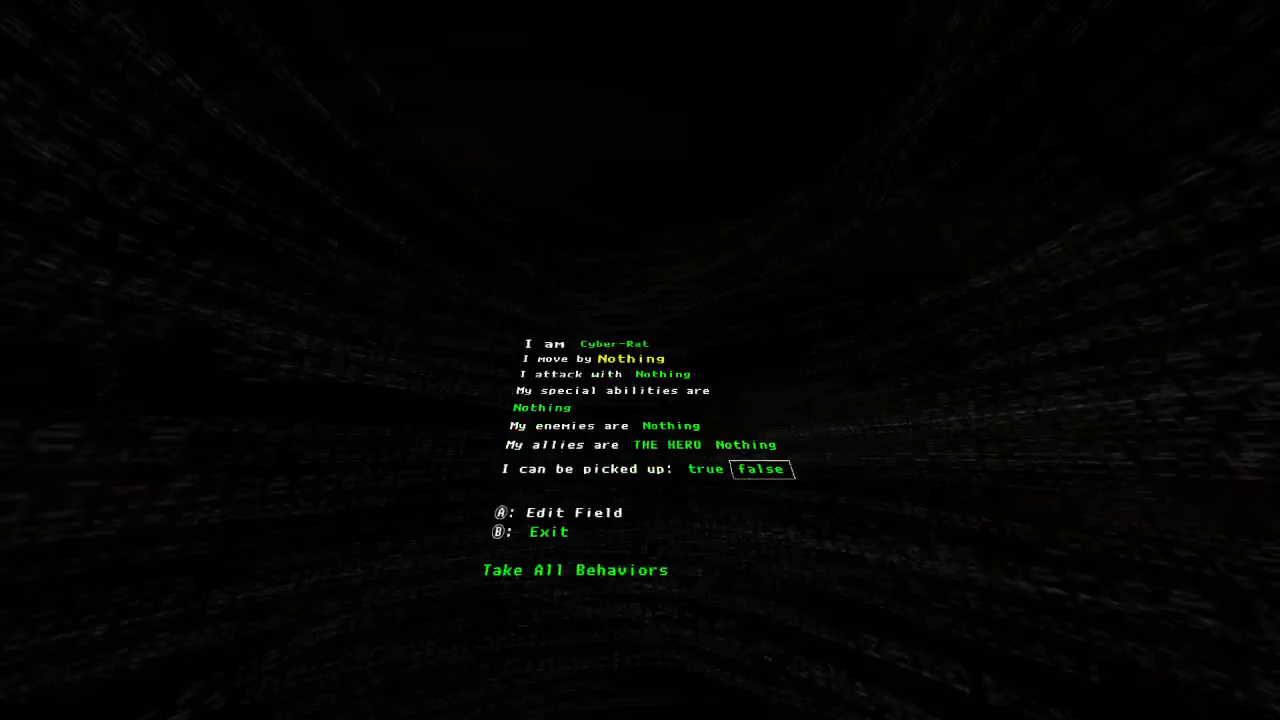 I am Cyber-Rat
I move by Nothing
I attack with Nothing
My special abilities are
Nothing
My enemies are Nothing
My allies are THE HERO Nothing
I can be picked up: true false
Ⓐ: Edit Field
Ⓑ: Exit
Take All Behaviors